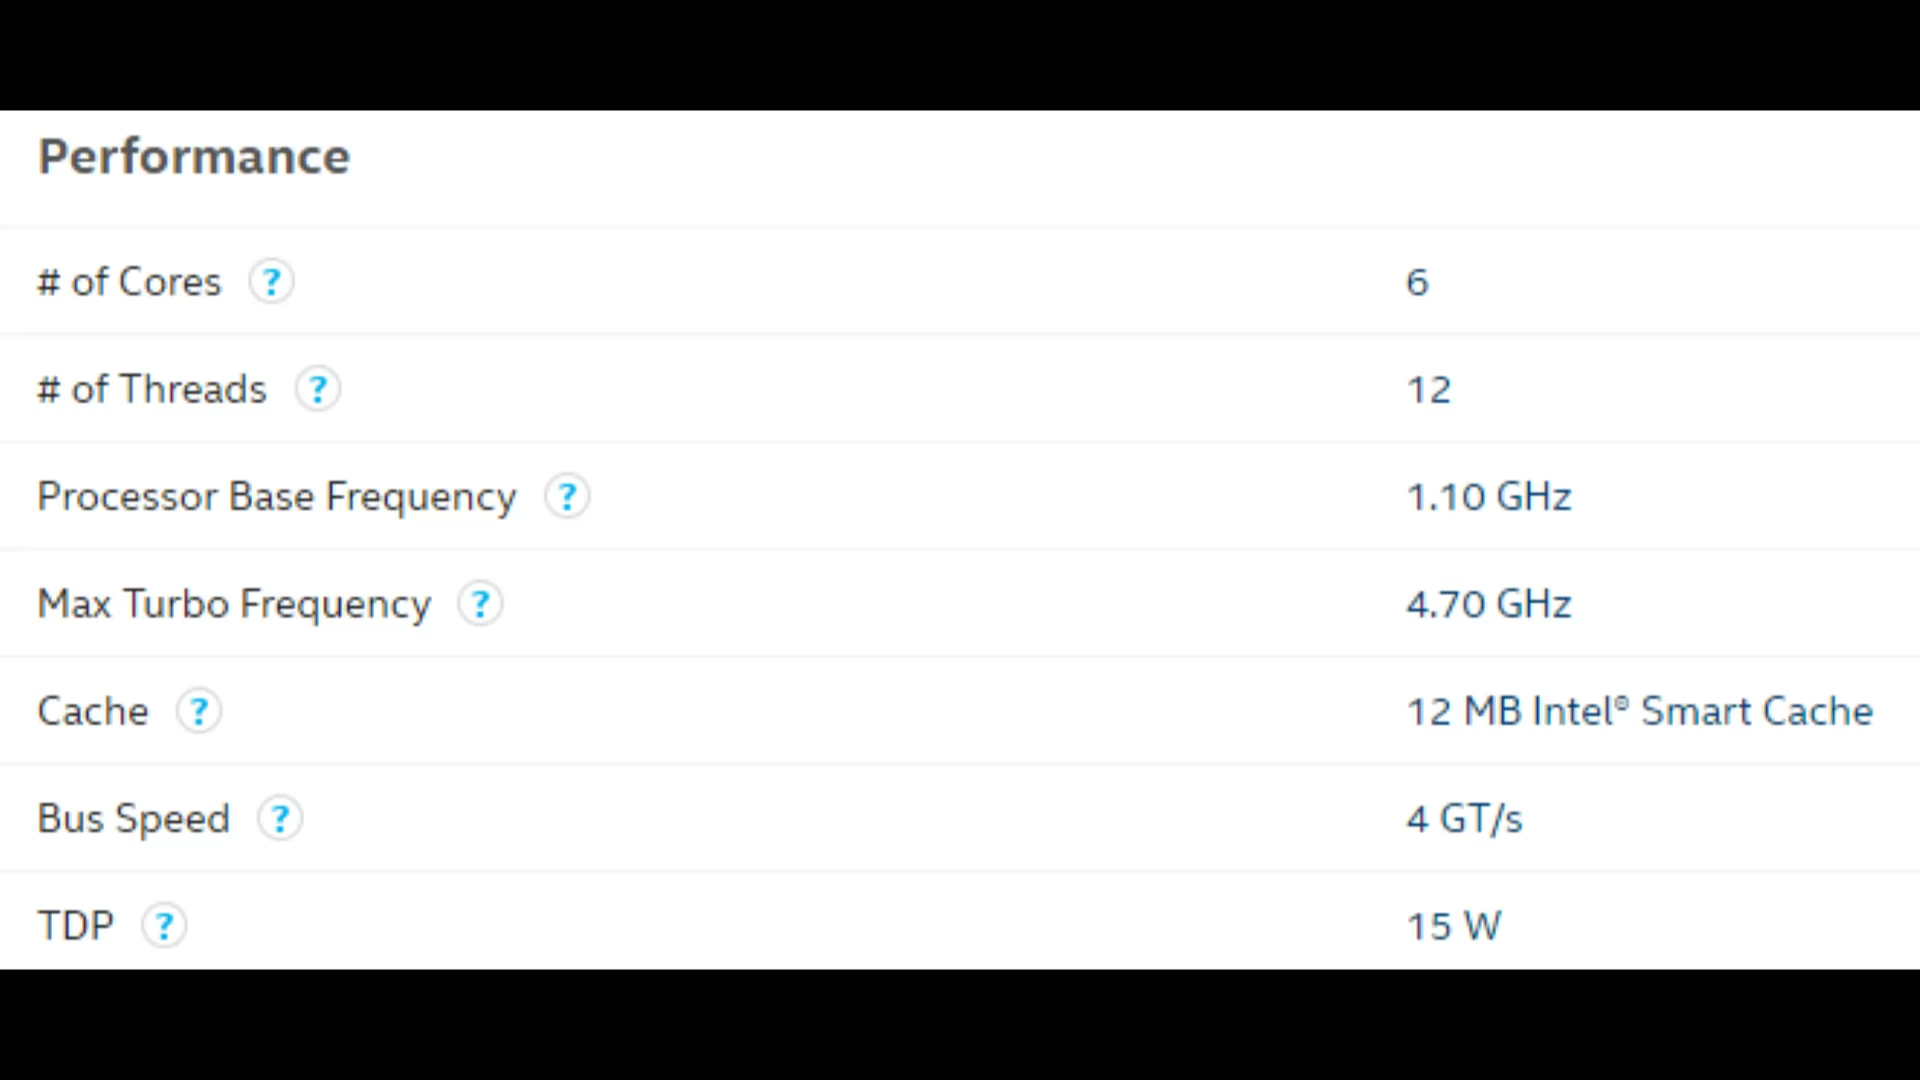 Performance
# of Cores ? 6
# of Threads ? 12
Processor Base Frequency ? 1.10 GHz
Max Turbo Frequency ? 4.70 GHz
Cache ? 12 MB Intel® Smart Cache
Bus Speed ? 4 GT/s
TDP ? 15 W